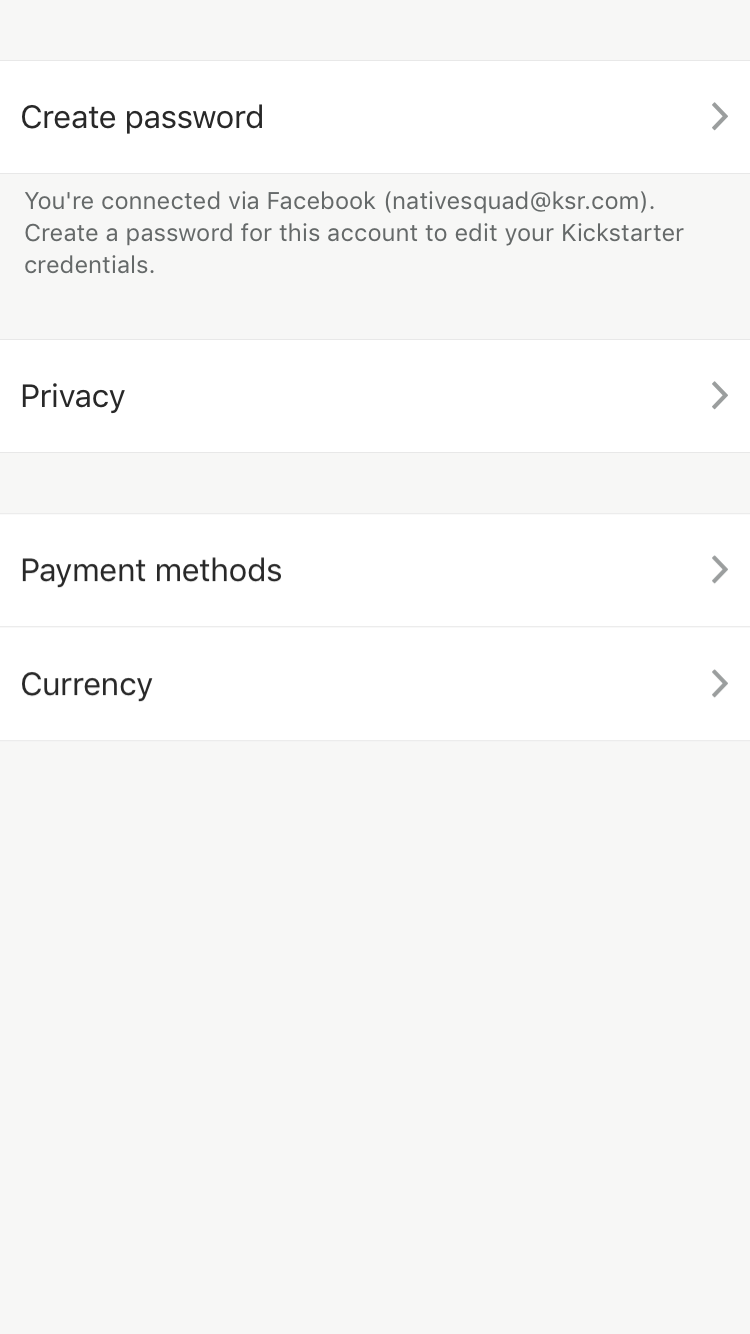 Create password
You're connected via Facebook (nativesquad@ksr.com).
Create a password for this account to edit your Kickstarter
credentials.
Privacy
Payment methods
Currency